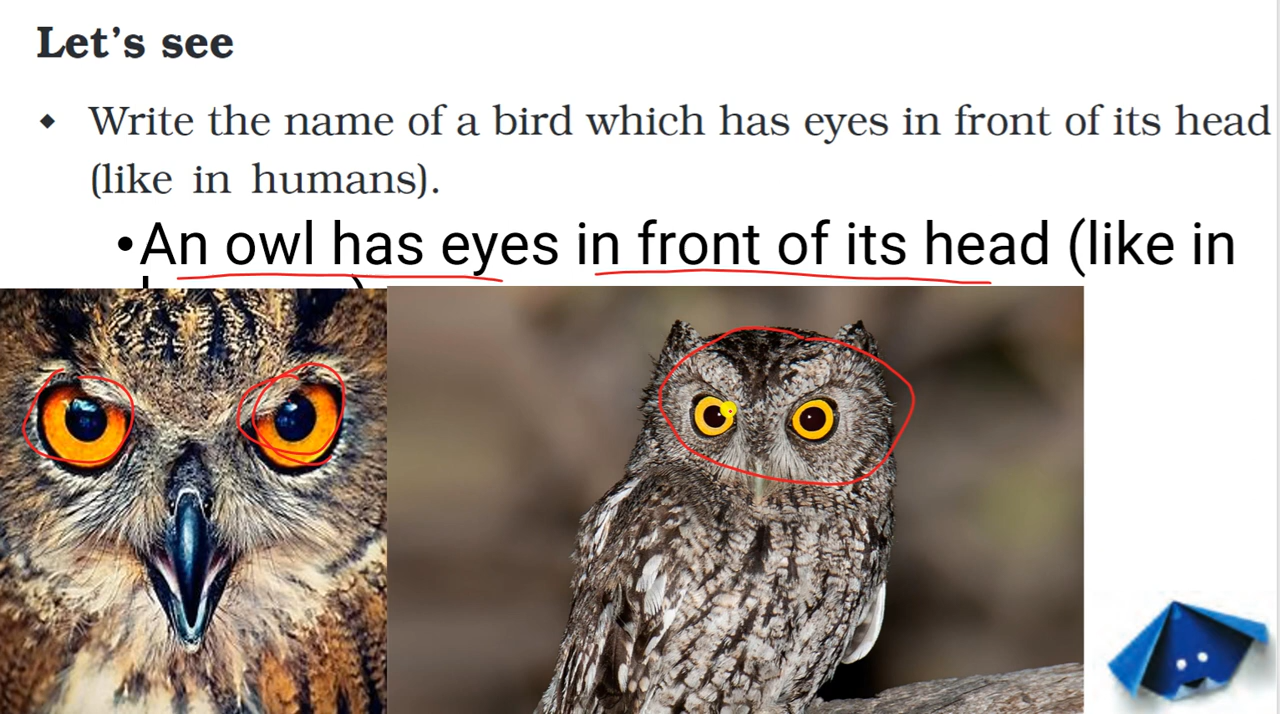 Let's see
◆ Write the name of a bird which has eyes in front of its head
(like in humans).
•An owl has eyes in front of its head (like in